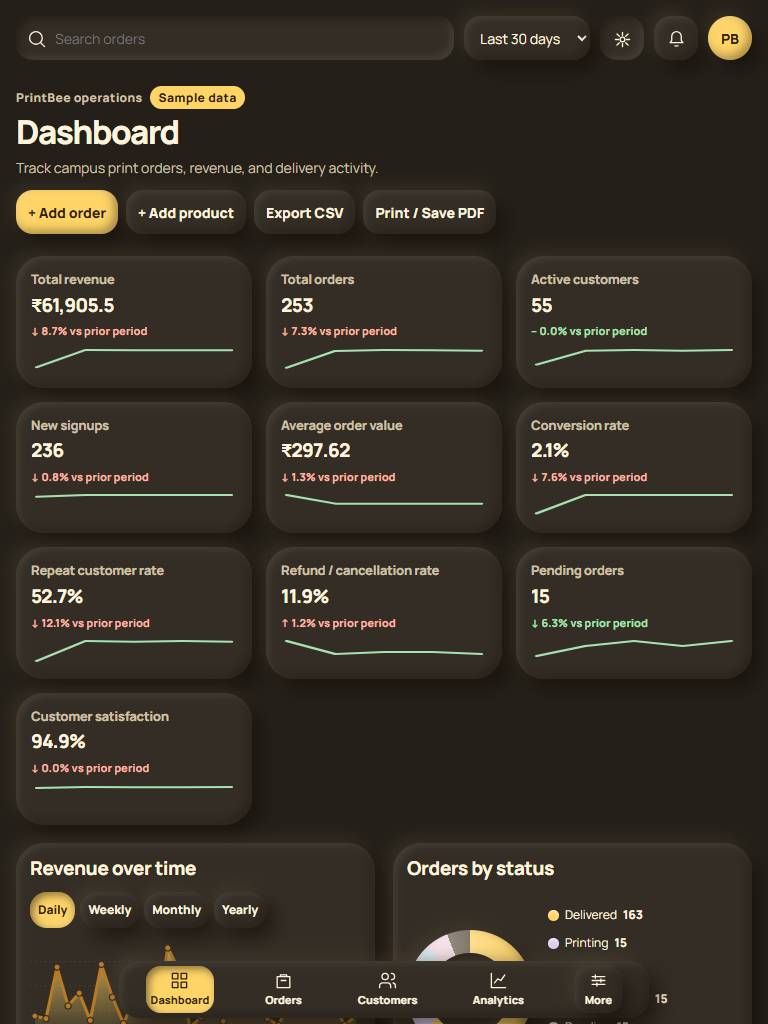 Search orders
Last 30 days
PB
PrintBee operations
Sample data
Dashboard
Track campus print orders, revenue, and delivery activity.
+ Add order
+ Add product
Export CSV
Print / Save PDF
Total revenue
₹61,905.5
↓ 8.7% vs prior period
Total orders
253
↓ 7.3% vs prior period
Active customers
55
– 0.0% vs prior period
New signups
236
↓ 0.8% vs prior period
Average order value
₹297.62
↓ 1.3% vs prior period
Conversion rate
2.1%
↓ 7.6% vs prior period
Repeat customer rate
52.7%
↓ 12.1% vs prior period
Refund / cancellation rate
11.9%
↑ 1.2% vs prior period
Pending orders
15
↓ 6.3% vs prior period
Customer satisfaction
94.9%
↓ 0.0% vs prior period
Revenue over time
Daily
Weekly
Monthly
Yearly
Orders by status
Delivered 163
Printing 15
15
Dashboard
Orders
Customers
Analytics
More